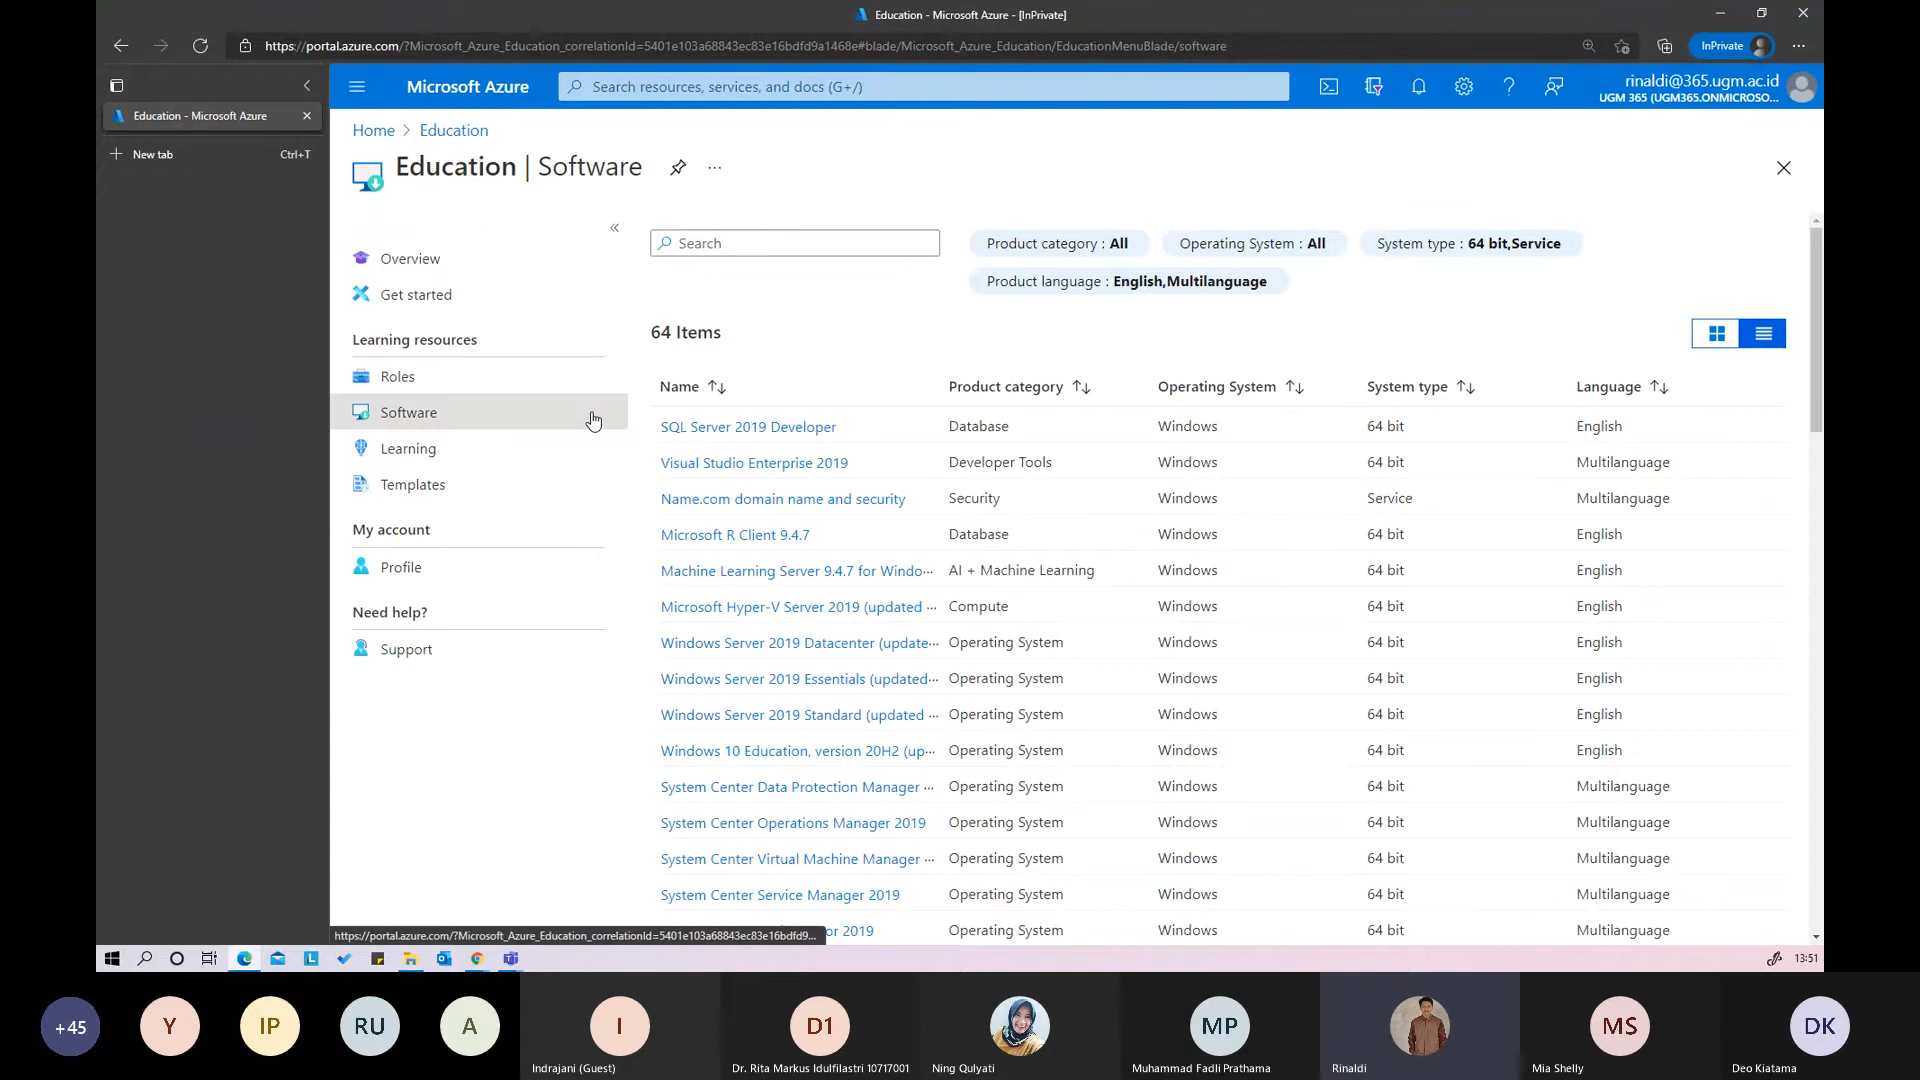 Education - Microsoft Azure - [InPrivate]
https://portal.azure.com/?Microsoft_Azure_Education_correlationId=5401e103a68843ec83e16bdfd9a1468e#blade/Microsoft_Azure_Education/EducationMenuBlade/software
InPrivate
Education - Microsoft Azure
New tab Ctrl+T
Microsoft Azure
Search resources, services, and docs (G+/)
rinaldi@365.ugm.ac.id
UGM 365 (UGM365.ONMICROSO...
Home > Education
Education | Software
Overview
Get started
Learning resources
Roles
Software
Learning
Templates
My account
Profile
Need help?
Support
Search
Product category : All
Operating System : All
System type : 64 bit,Service
Product language : English,Multilanguage
64 Items
Name Product category Operating System System type Language
SQL Server 2019 Developer Database Windows 64 bit English
Visual Studio Enterprise 2019 Developer Tools Windows 64 bit Multilanguage
Name.com domain name and security Security Windows Service Multilanguage
Microsoft R Client 9.4.7 Database Windows 64 bit English
Machine Learning Server 9.4.7 for Windo... AI + Machine Learning Windows 64 bit English
Microsoft Hyper-V Server 2019 (updated ... Compute Windows 64 bit English
Windows Server 2019 Datacenter (update... Operating System Windows 64 bit English
Windows Server 2019 Essentials (updated... Operating System Windows 64 bit English
Windows Server 2019 Standard (updated ... Operating System Windows 64 bit English
Windows 10 Education, version 20H2 (up... Operating System Windows 64 bit English
System Center Data Protection Manager ... Operating System Windows 64 bit Multilanguage
System Center Operations Manager 2019 Operating System Windows 64 bit Multilanguage
System Center Virtual Machine Manager ... Operating System Windows 64 bit Multilanguage
System Center Service Manager 2019 Operating System Windows 64 bit Multilanguage
or 2019 Operating System Windows 64 bit Multilanguage
https://portal.azure.com/?Microsoft_Azure_Education_correlationId=5401e103a68843ec83e16bdfd9...
13:51
+45
Y
IP
RU
A
I
D1
MP
MS
DK
Indrajani (Guest)
Dr. Rita Markus Idulfilastri 10717001
Ning Qulyati
Muhammad Fadli Prathama
Rinaldi
Mia Shelly
Deo Kiatama